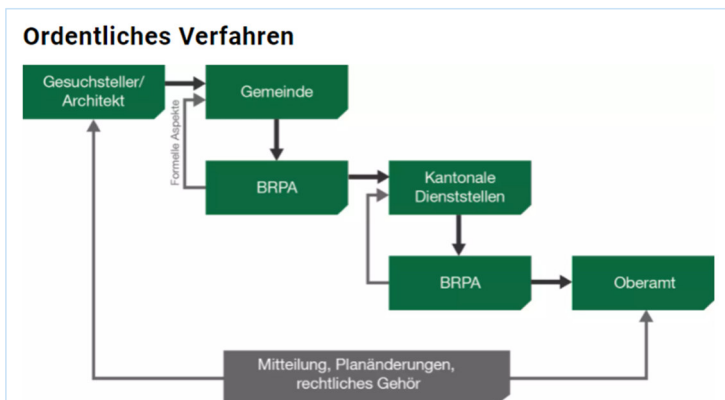 Ordentliches Verfahren
Gesuchsteller/
Architekt
Gemeinde
Formelle Aspekte
BRPA
Kantonale
Dienststellen
BRPA
Oberamt
Mitteilung, Planänderungen,
rechtliches Gehör